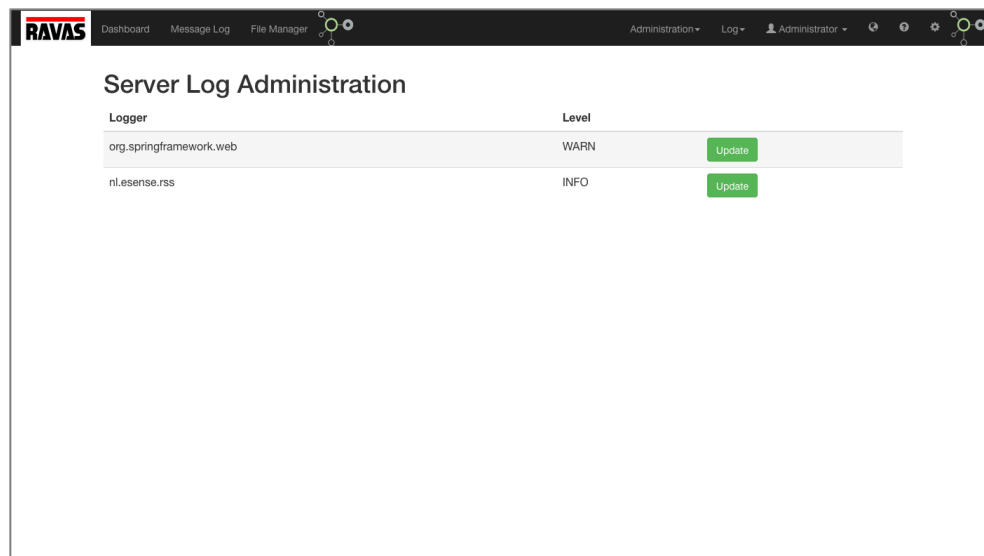 RAVAS Dashboard Message Log File Manager Administration Log Administrator
Server Log Administration
Logger Level
org.springframework.web WARN Update
nl.esense.rss INFO Update